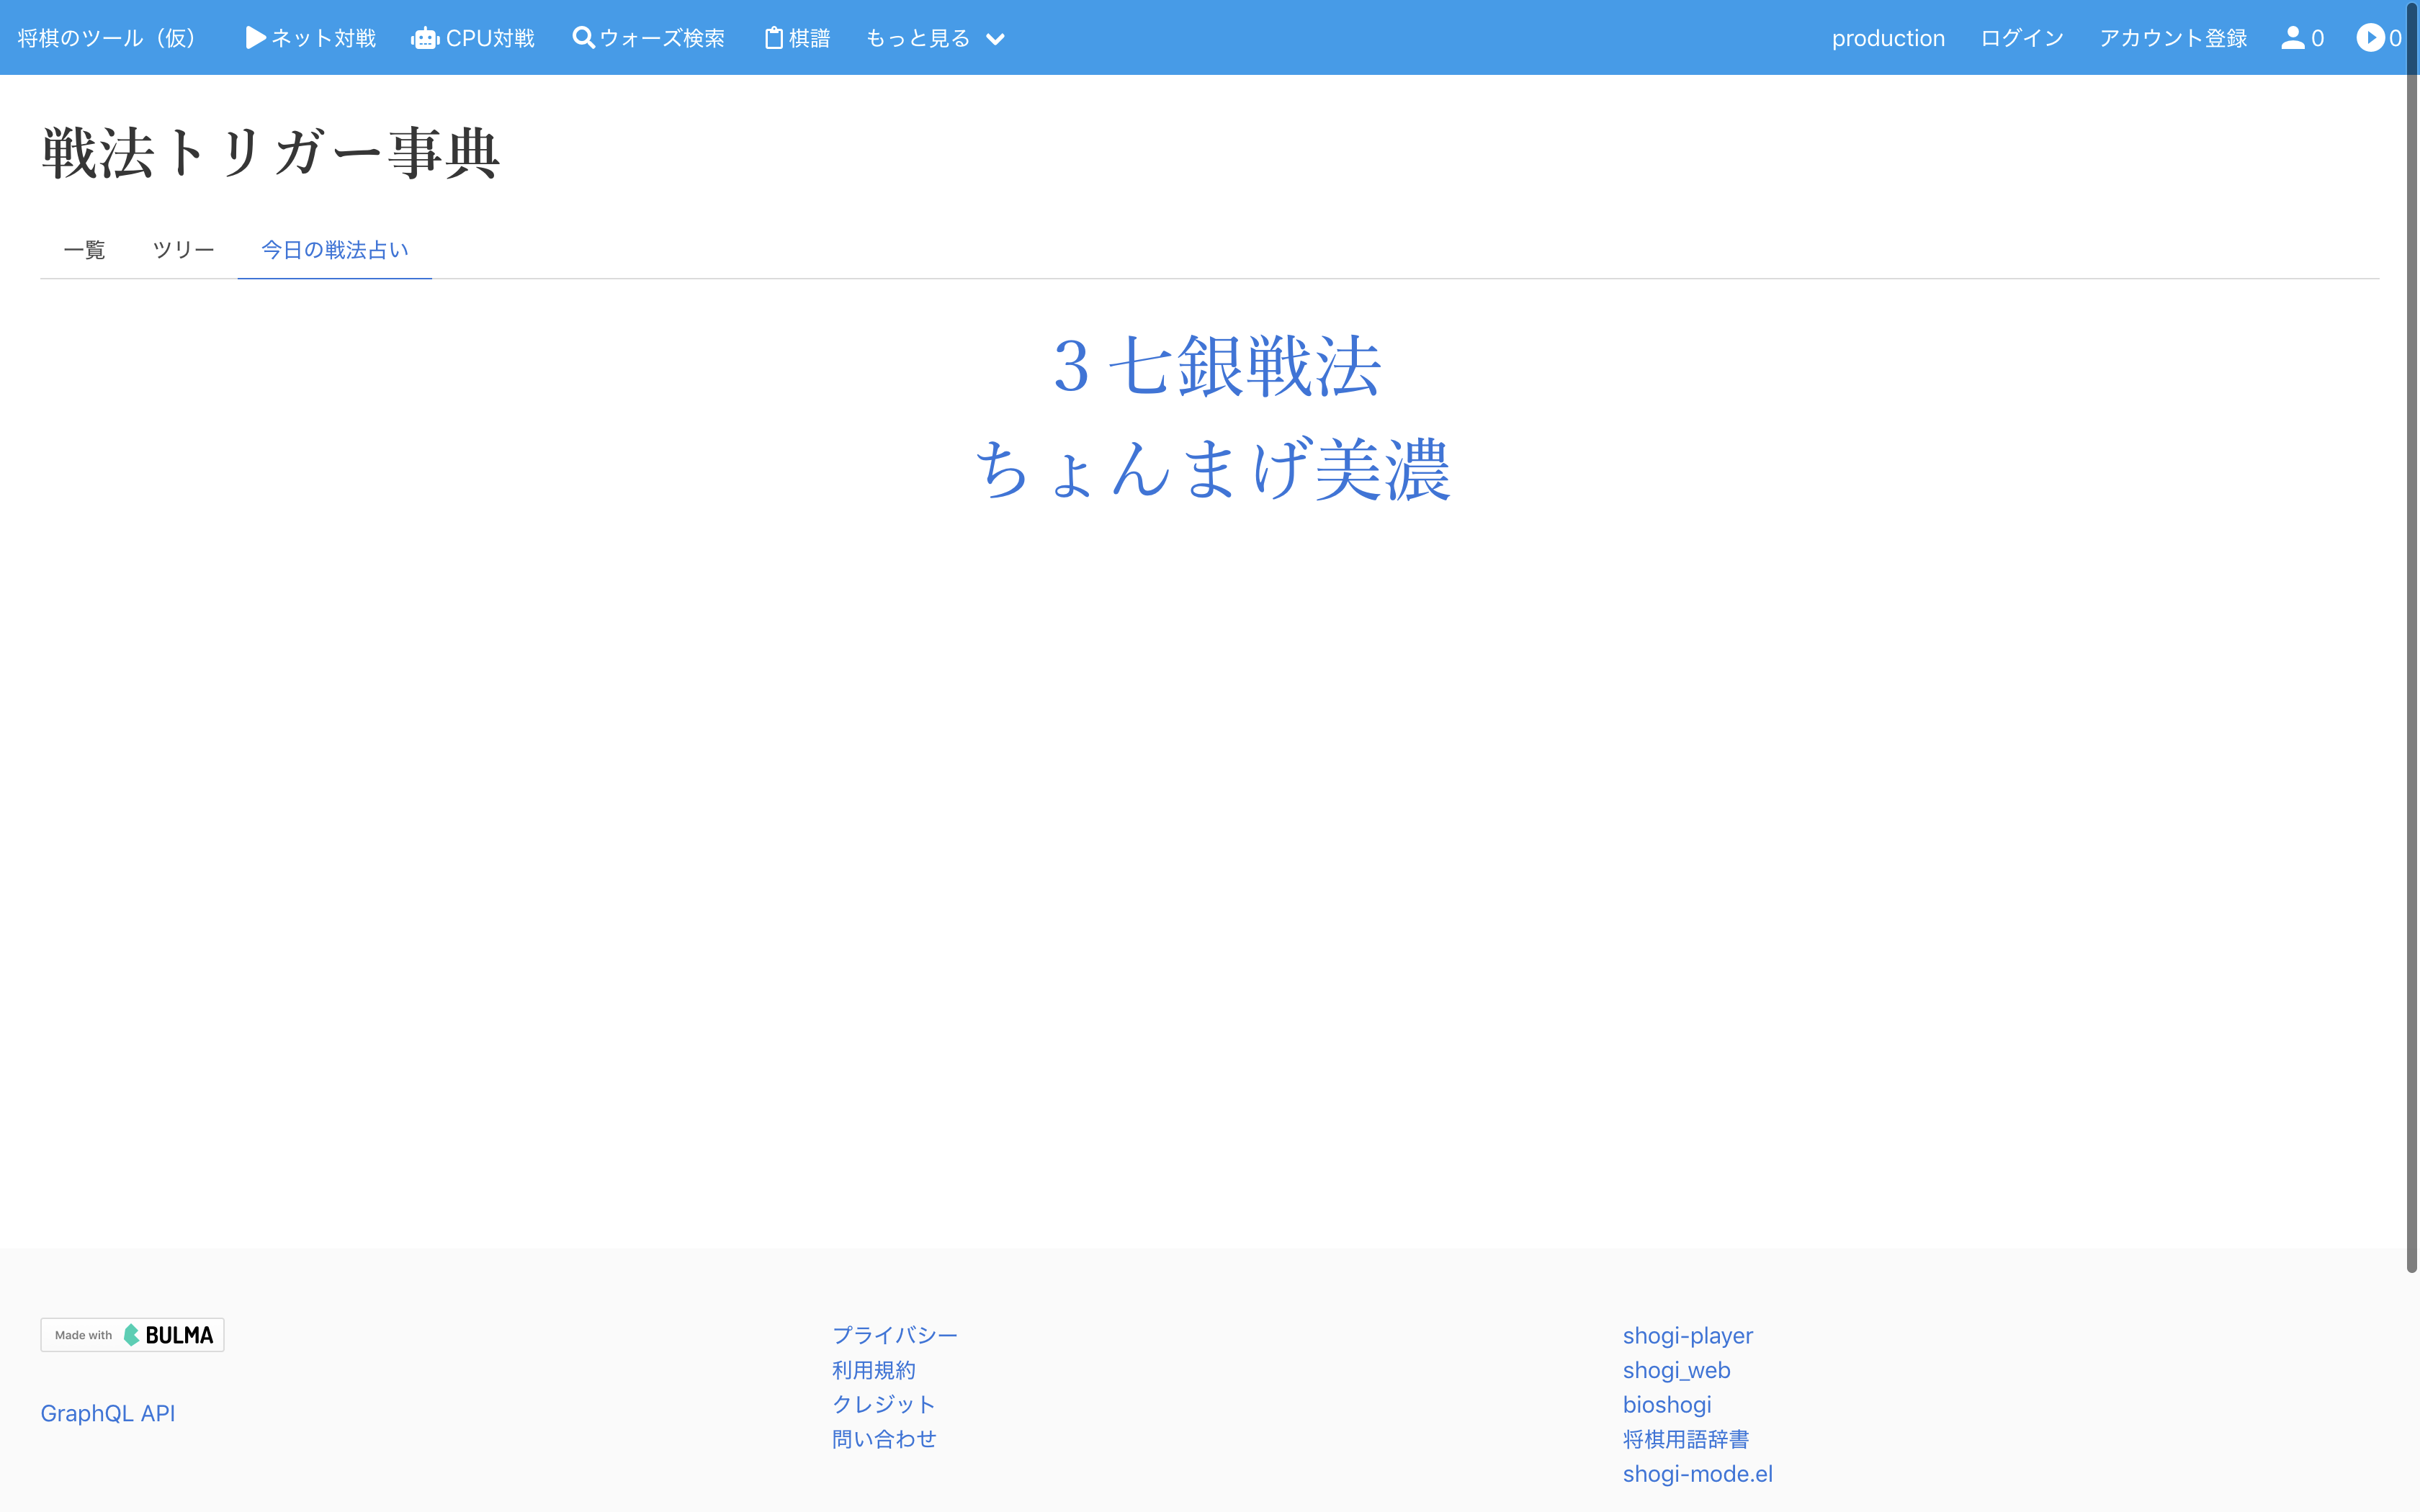 将棋のツール（仮） ネット対戦 CPU対戦 ウォーズ検索 棋譜 もっと見る production ログイン アカウント登録 0 0
戦法トリガー事典
一覧 ツリー 今日の戦法占い
３七銀戦法
ちょんまげ美濃
Made with BULMA
GraphQL API
プライバシー
利用規約
クレジット
問い合わせ
shogi-player
shogi_web
bioshogi
将棋用語辞書
shogi-mode.el